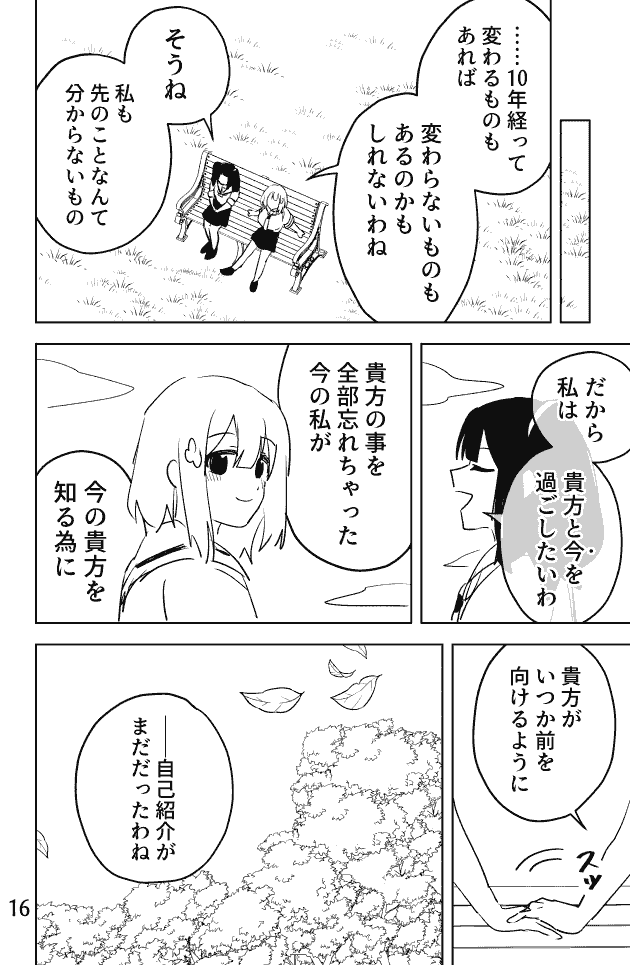 ……10年経って
変わるものも
あれば
変わらないものも
あるのかも
しれないわね
そうね
私も
先のことなんて
分からないもの
だから
私は
貴方と今を
過ごしたいわ
貴方の事を
全部忘れちゃった
今の私が
今の貴方を
知る為に
貴方が
いつか前を
向けるように
スッ
――自己紹介が
まだだったわね
16